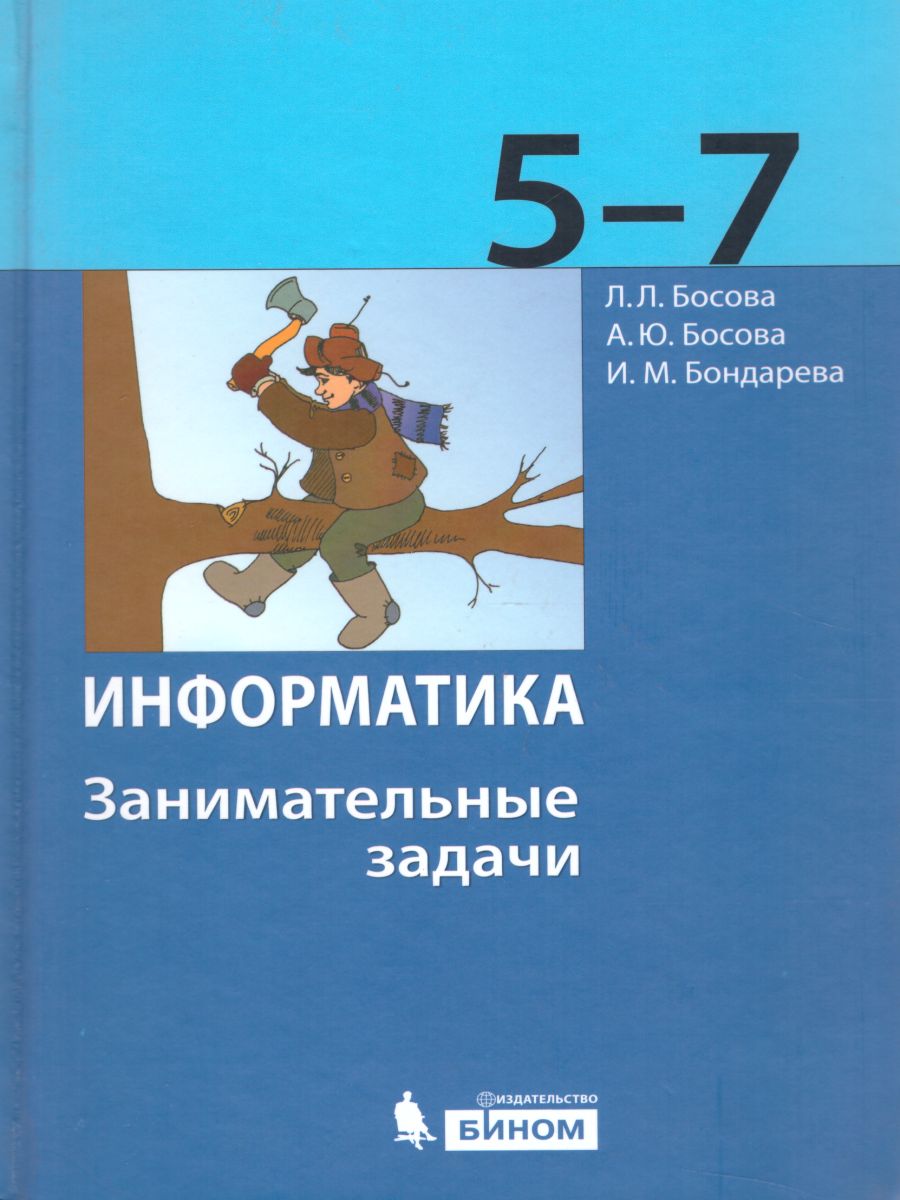 5–7
Л. Л. Босова
А. Ю. Босова
И. М. Бондарева
ИНФОРМАТИКА
Занимательные
задачи
ИЗДАТЕЛЬСТВО
БИНОМ